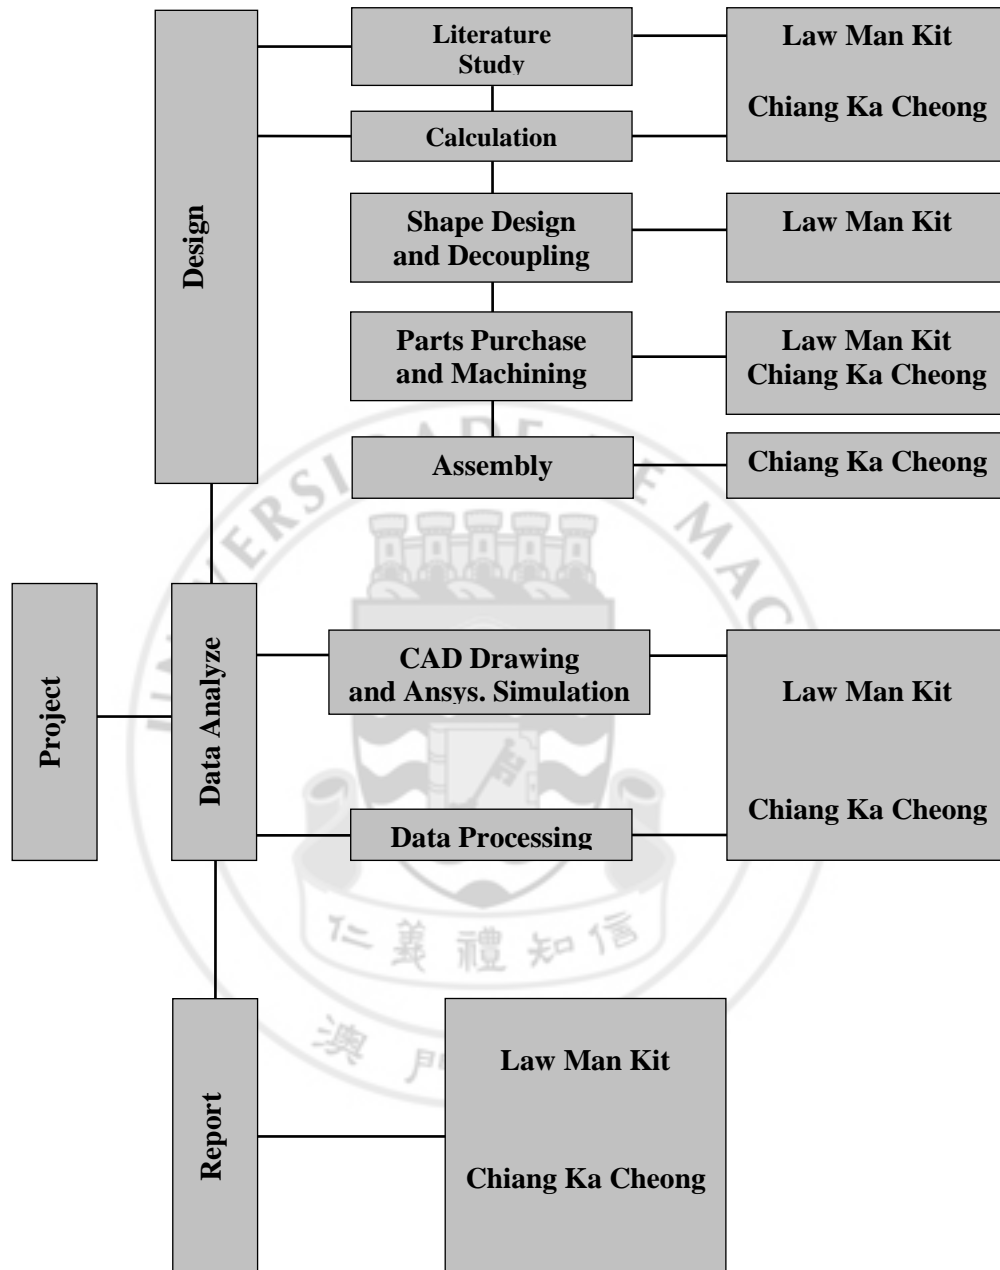 Literature
Study
Law Man Kit
Chiang Ka Cheong
Calculation
Design
Shape Design
and Decoupling
Law Man Kit
Parts Purchase
and Machining
Law Man Kit
Chiang Ka Cheong
Assembly
Chiang Ka Cheong
Project
Data Analyze
CAD Drawing
and Ansys. Simulation
Law Man Kit
Chiang Ka Cheong
Data Processing
仁義禮知信
澳門
Report
Law Man Kit
Chiang Ka Cheong